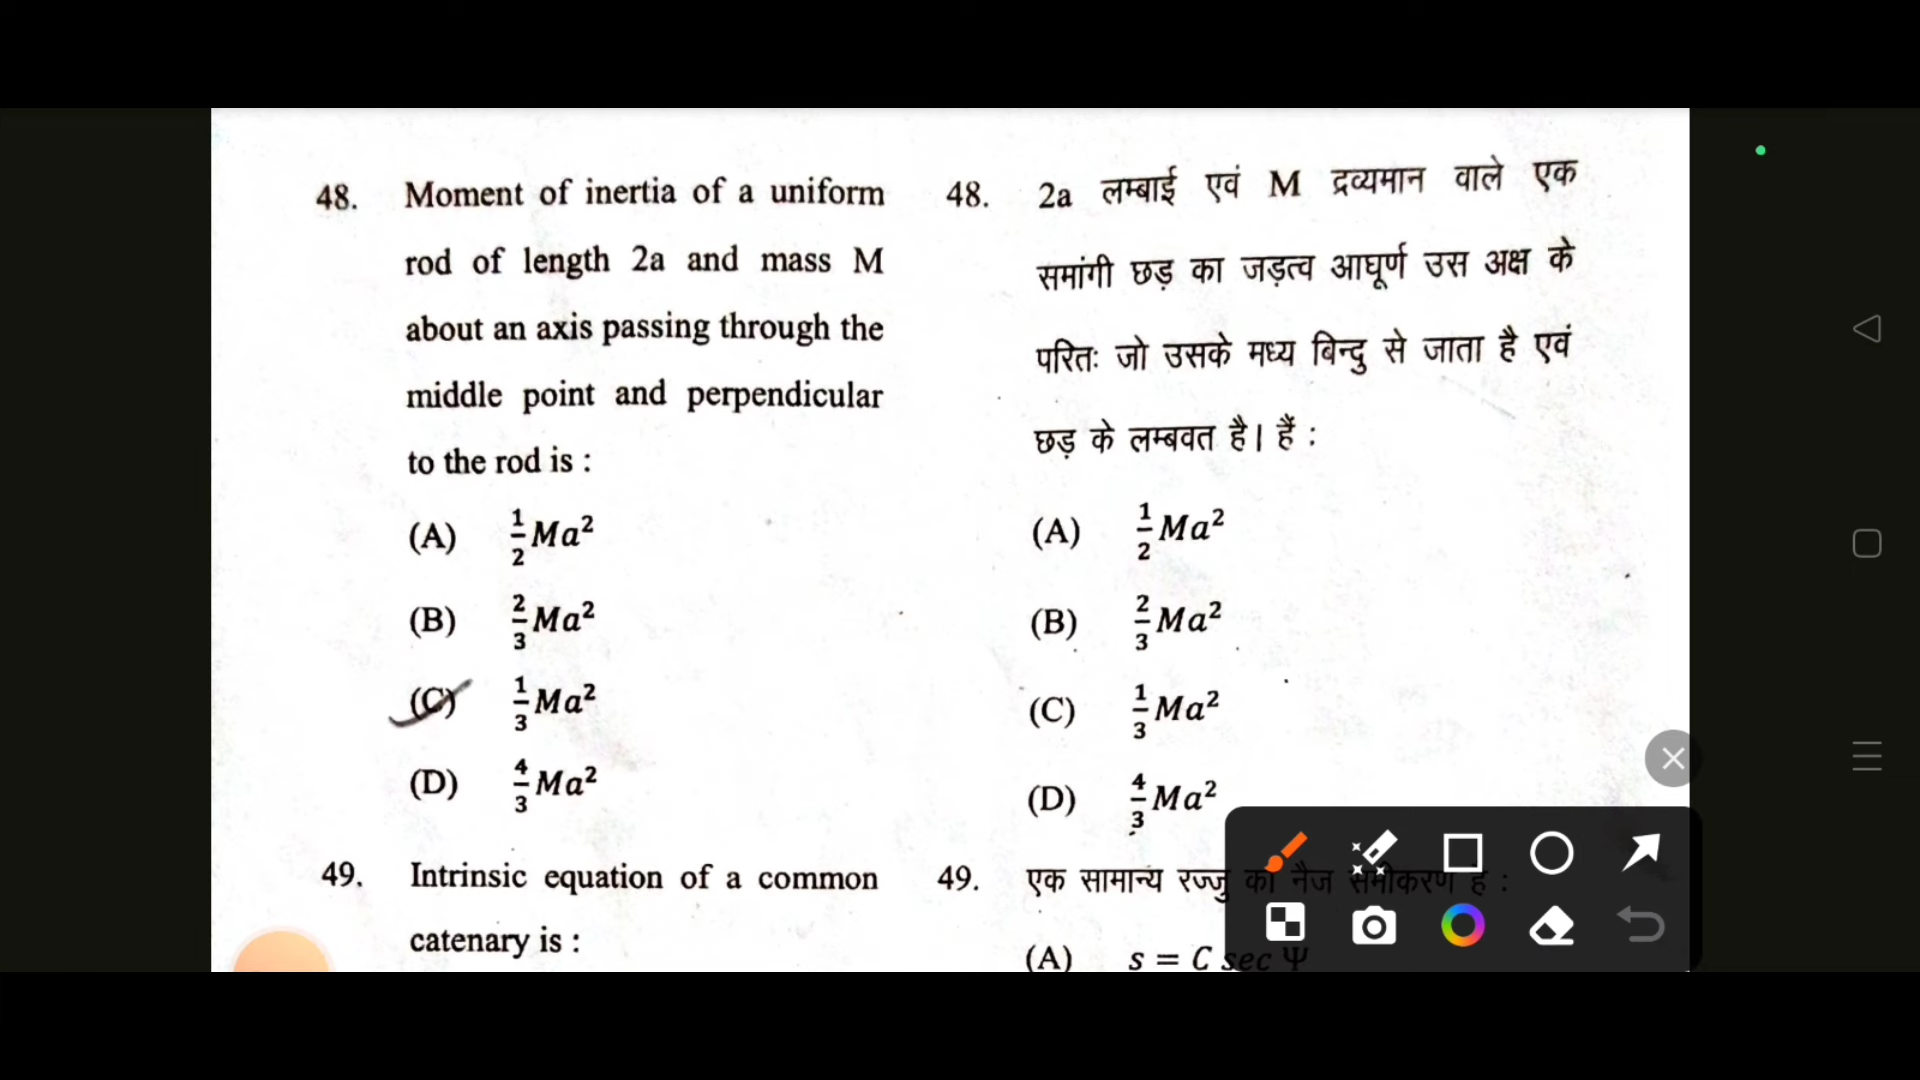 48. Moment of inertia of a uniform
rod of length 2a and mass M
about an axis passing through the
middle point and perpendicular
to the rod is :
(A) 1/2 Ma²
(B) 2/3 Ma²
(C) 1/3 Ma²
(D) 4/3 Ma²
49. Intrinsic equation of a common
catenary is :
48. 2a लम्बाई एवं M द्रव्यमान वाले एक
समांगी छड़ का जड़त्व आघूर्ण उस अक्ष के
परितः जो उसके मध्य बिन्दु से जाता है एवं
छड़ के लम्बवत है। हैं :
(A) 1/2 Ma²
(B) 2/3 Ma²
(C) 1/3 Ma²
(D) 4/3 Ma²
49. एक सामान्य रज्जु का नैज समीकरण है :
(A) s = C sec Ψ